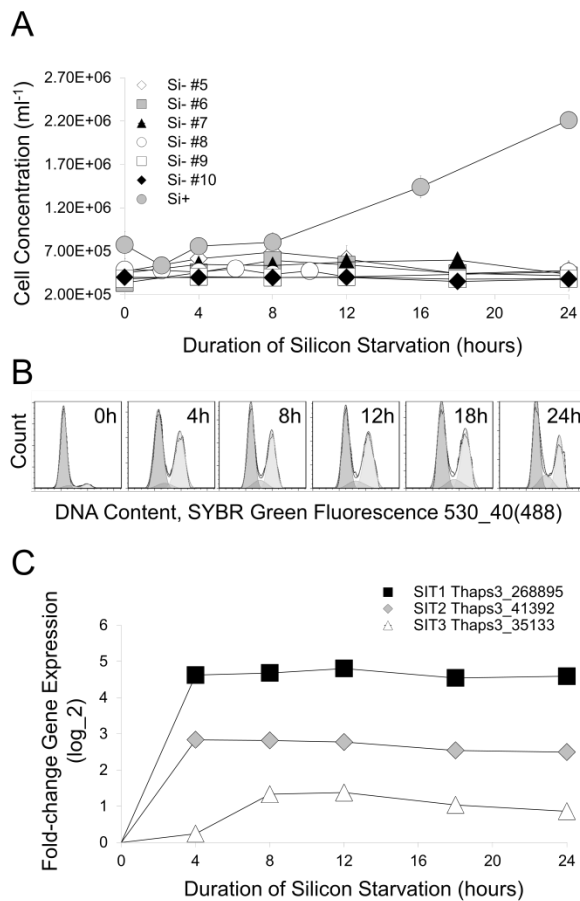 A
Cell Concentration (ml-1)
2.70E+06
2.20E+06
1.70E+06
1.20E+06
7.00E+05
2.00E+05
Si- #5
Si- #6
Si- #7
Si- #8
Si- #9
Si- #10
Si+
0 4 8 12 16 20 24
Duration of Silicon Starvation (hours)
B
Count
0h 4h 8h 12h 18h 24h
DNA Content, SYBR Green Fluorescence 530_40(488)
C
SIT1 Thaps3_268895
SIT2 Thaps3_41392
SIT3 Thaps3_35133
Fold-change Gene Expression
(log_2)
6
5
4
3
2
1
0
0 4 8 12 16 20 24
Duration of Silicon Starvation (hours)